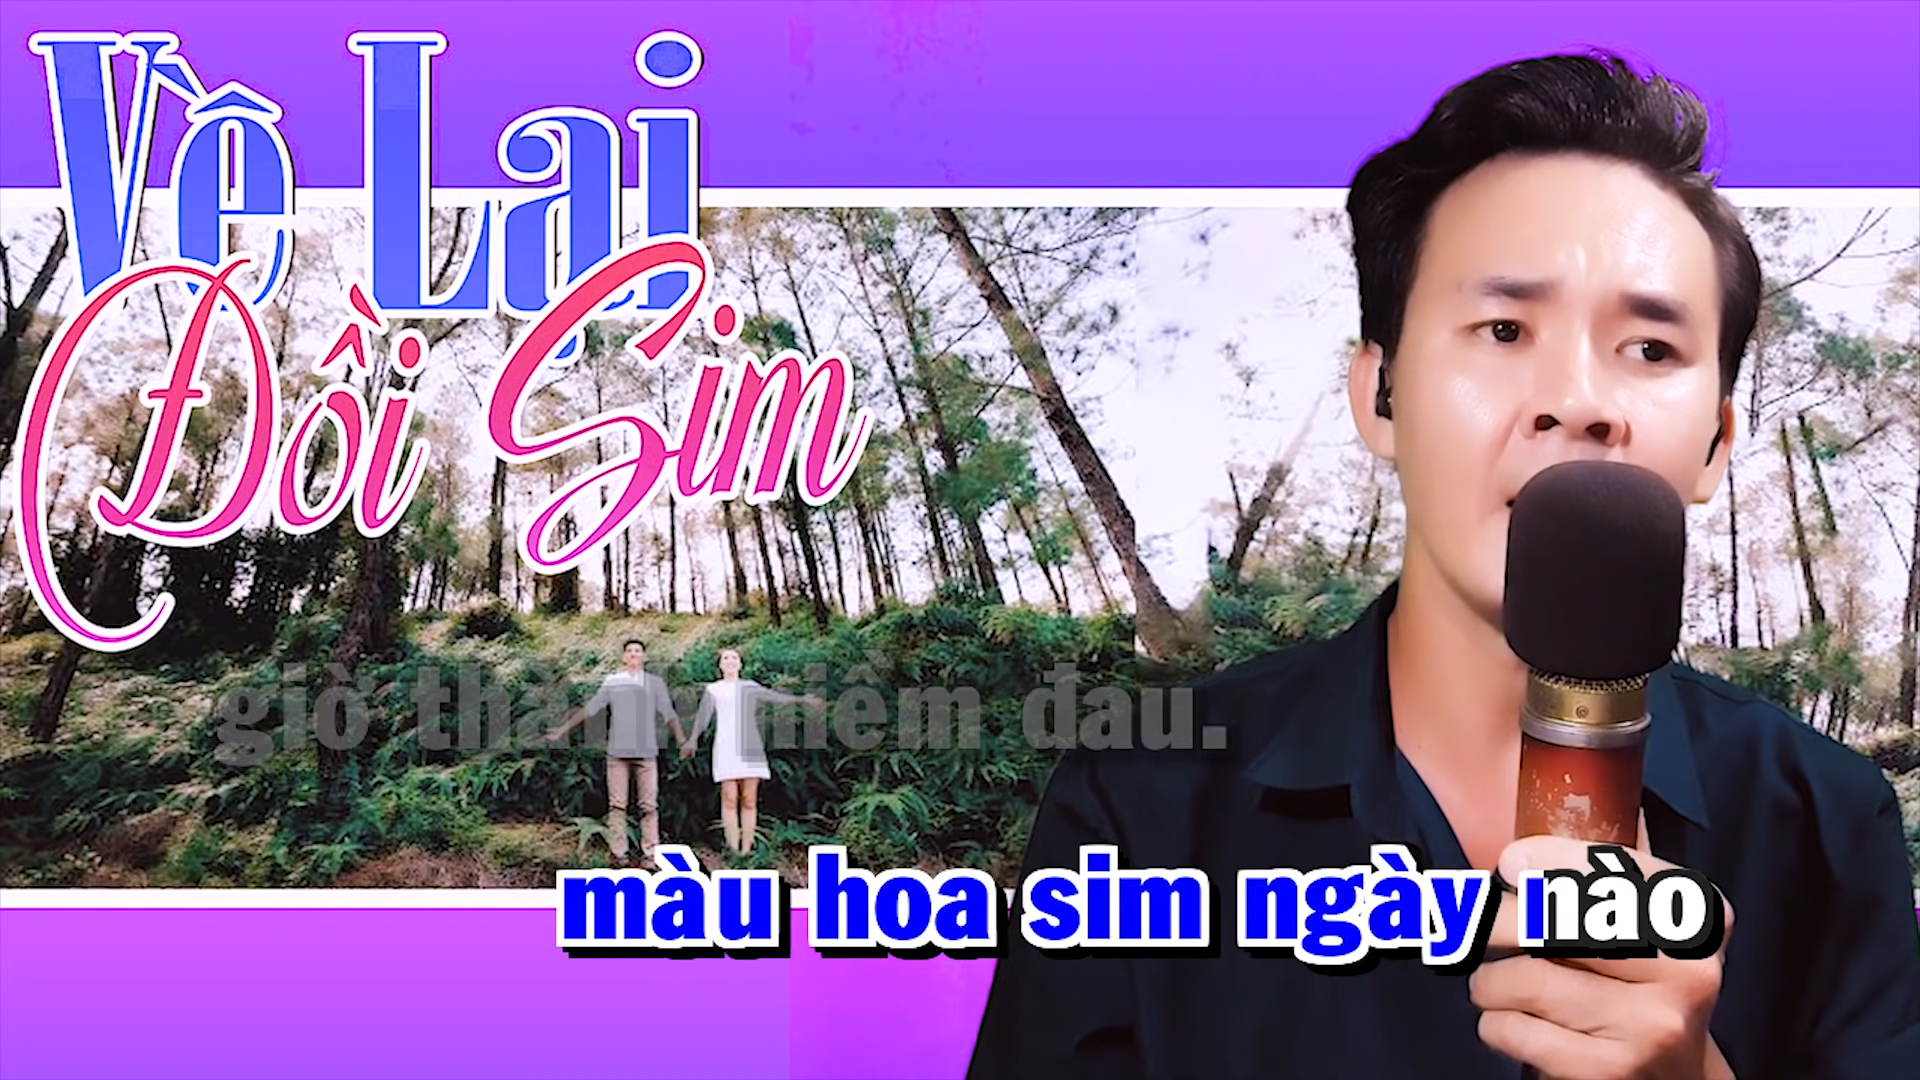 Về Lại
Đồi Sim
giờ thành niềm đau.
màu hoa sim ngày nào